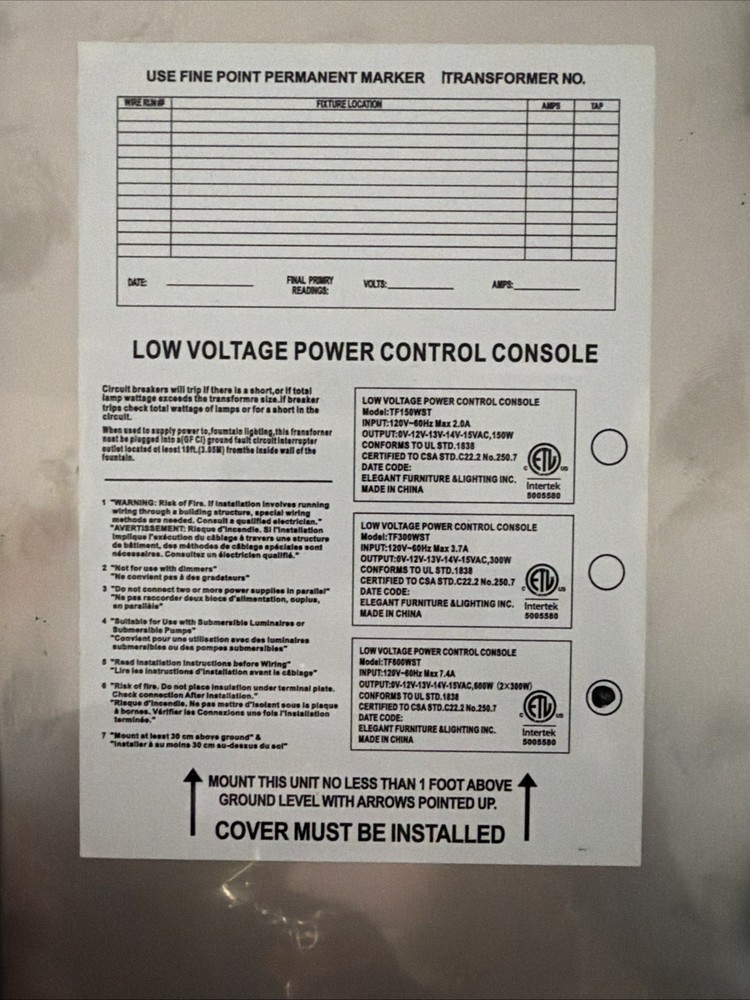 USE FINE POINT PERMANENT MARKER TRANSFORMER NO.
WIRE RUN# FIXTURE LOCATION AMPS TAP
DATE: FINAL PRIMRY READINGS: VOLTS: AMPS:
LOW VOLTAGE POWER CONTROL CONSOLE
Circuit breakers will trip if there is a short,or if total
lamp wattage exceeds the transformre size.if breaker
trips check total wattage of lamps or for a short in the
circuit.
When used to supply power to,fountain lighting,this fransforner
nust be plugged into a(GF CI) ground fault circuit interrupter
outlet located ot least 10ft.(3.05M) fromthe inside wall of the
fountain.
1 "WARNING: Risk of Fire. If Installation involves running
wiring through a building structure, special wiring
methods are needed. Consult a qualified electrician."
"AVERTISSEMENT: Risque d'incendie. Si l'Installation
implique l'exécution du câblage à travers une structure
de bâtiment, des méthodes de câblage spéciales sont
nécessaires. Consultez un électricien qualifié."
2 "Not for use with dimmers"
"Ne convient pas à des gradateurs"
3 "Do not connect two or more power supplies in parallel"
"Ne pas raccorder deux blocs d'alimentation, ouplus,
en parallèle"
4 "Suitable for Use with Submersible Luminaires or
Submersible Pumps"
"Convient pour une utilisation avec des luminaires
submersibles ou des pompes submersibles"
5 "Read Installation Instructions before Wiring"
"Lire les instructions d'installation avant le câblage"
6 "Risk of fire. Do not place insulation under terminal plate.
Check connection After Installation."
"Risque d'incendie. Ne pas mettre d'isolant sous la plaque
à bornes. Vérifier les Connexions une fois l'Installation
terminée."
7 "Mount at least 30 cm above ground" &
"Installer à au moins 30 cm au-dessus du sol"
LOW VOLTAGE POWER CONTROL CONSOLE
Model:TF150WST
INPUT:120V~60Hz Max 2.0A
OUTPUT:0V-12V-13V-14V-15VAC,150W
CONFORMS TO UL STD.1838
CERTIFIED TO CSA STD.C22.2 No.250.7
DATE CODE:
ELEGANT FURNITURE &LIGHTING INC.
MADE IN CHINA
c ETL us
Intertek
5005580
LOW VOLTAGE POWER CONTROL CONSOLE
Model:TF300WST
INPUT:120V~60Hz Max 3.7A
OUTPUT:0V-12V-13V-14V-15VAC,300W
CONFORMS TO UL STD.1838
CERTIFIED TO CSA STD.C22.2 No.250.7
DATE CODE:
ELEGANT FURNITURE &LIGHTING INC.
MADE IN CHINA
c ETL us
Intertek
5005580
LOW VOLTAGE POWER CONTROL CONSOLE
Model:TF600WST
INPUT:120V~60Hz Max 7.4A
OUTPUT:0V-12V-13V-14V-15VAC,600W (2×300W)
CONFORMS TO UL STD.1838
CERTIFIED TO CSA STD.C22.2 No.250.7
DATE CODE:
ELEGANT FURNITURE &LIGHTING INC.
MADE IN CHINA
c ETL us
Intertek
5005580
MOUNT THIS UNIT NO LESS THAN 1 FOOT ABOVE
GROUND LEVEL WITH ARROWS POINTED UP.
COVER MUST BE INSTALLED